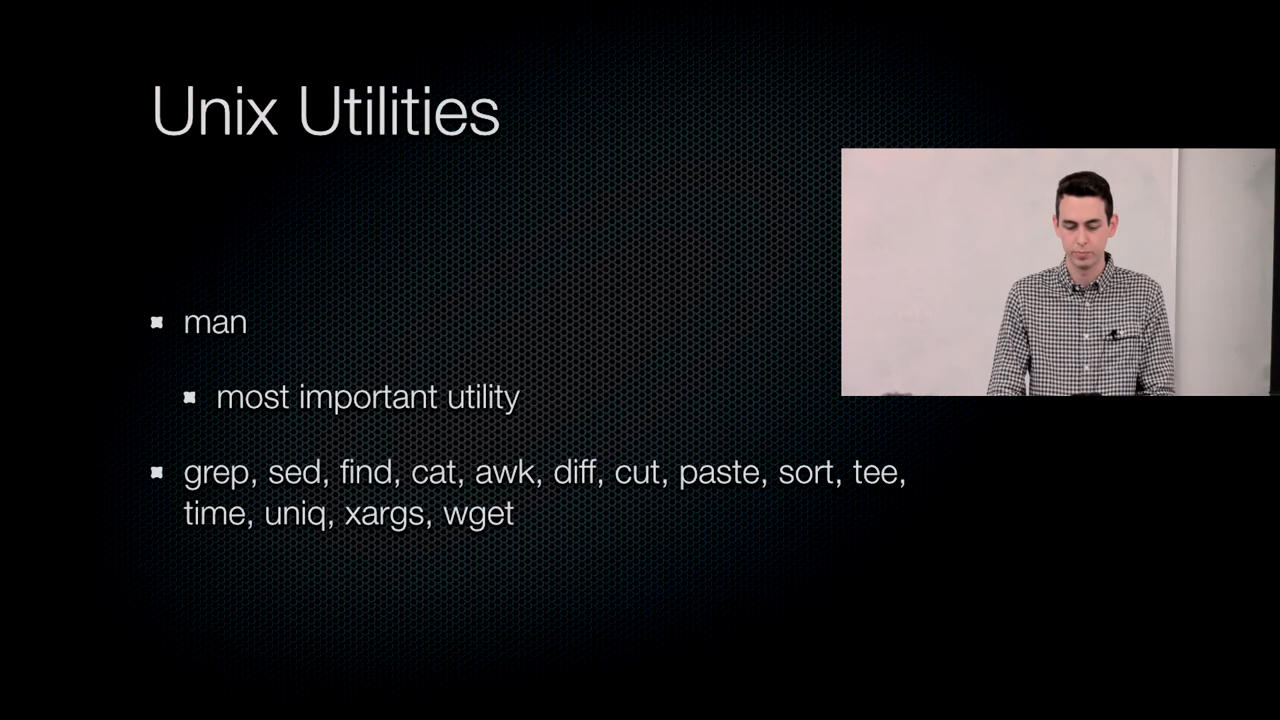 Unix Utilities
man
most important utility
grep, sed, find, cat, awk, diff, cut, paste, sort, tee,
time, uniq, xargs, wget